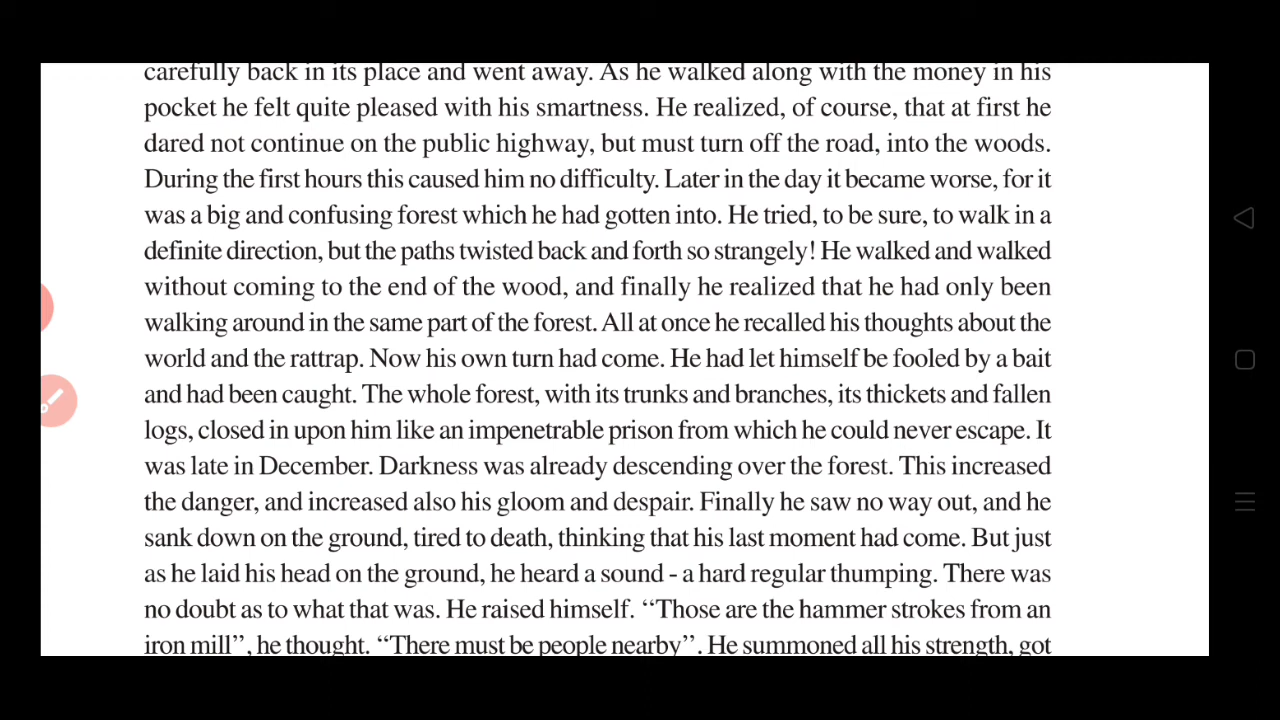 carefully back in its place and went away. As he walked along with the money in his
pocket he felt quite pleased with his smartness. He realized, of course, that at first he
dared not continue on the public highway, but must turn off the road, into the woods.
During the first hours this caused him no difficulty. Later in the day it became worse, for it
was a big and confusing forest which he had gotten into. He tried, to be sure, to walk in a
definite direction, but the paths twisted back and forth so strangely! He walked and walked
without coming to the end of the wood, and finally he realized that he had only been
walking around in the same part of the forest. All at once he recalled his thoughts about the
world and the rattrap. Now his own turn had come. He had let himself be fooled by a bait
and had been caught. The whole forest, with its trunks and branches, its thickets and fallen
logs, closed in upon him like an impenetrable prison from which he could never escape. It
was late in December. Darkness was already descending over the forest. This increased
the danger, and increased also his gloom and despair. Finally he saw no way out, and he
sank down on the ground, tired to death, thinking that his last moment had come. But just
as he laid his head on the ground, he heard a sound - a hard regular thumping. There was
no doubt as to what that was. He raised himself. ‘‘Those are the hammer strokes from an
iron mill’’, he thought. ‘‘There must be people nearby’’. He summoned all his strength, got